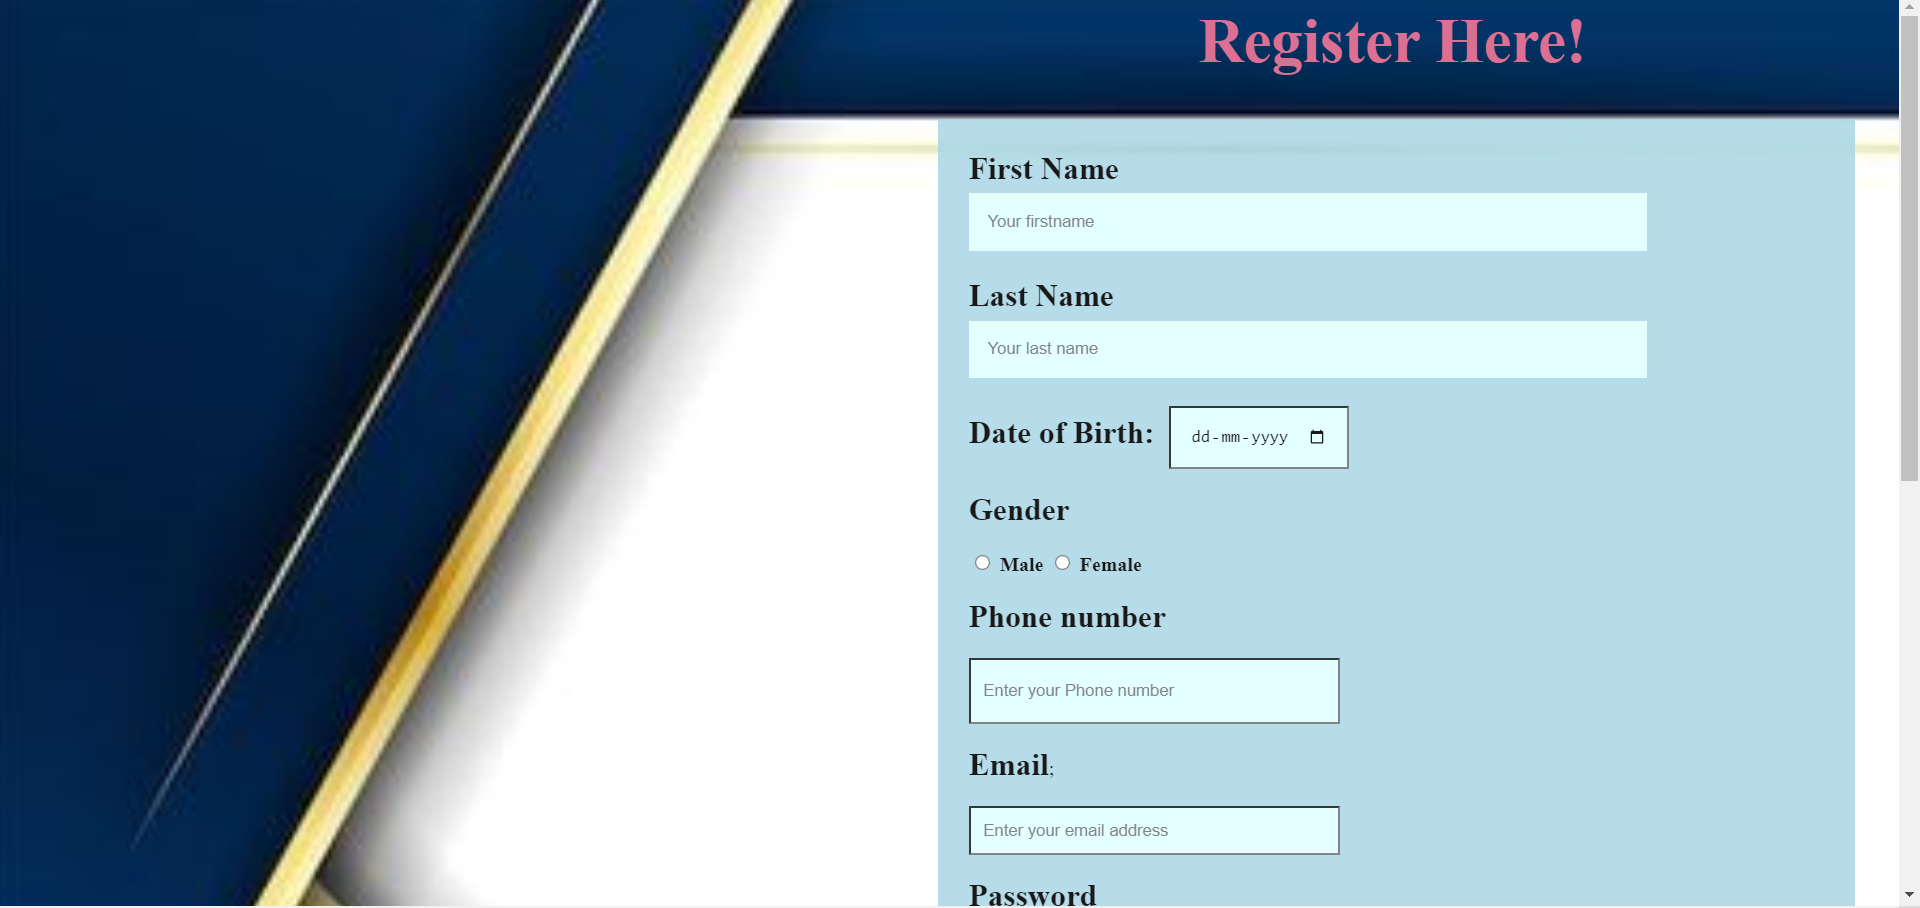 Register Here!
First Name
Your firstname
Last Name
Your last name
Date of Birth: dd-mm-yyyy
Gender
Male Female
Phone number
Enter your Phone number
Email;
Enter your email address
Password